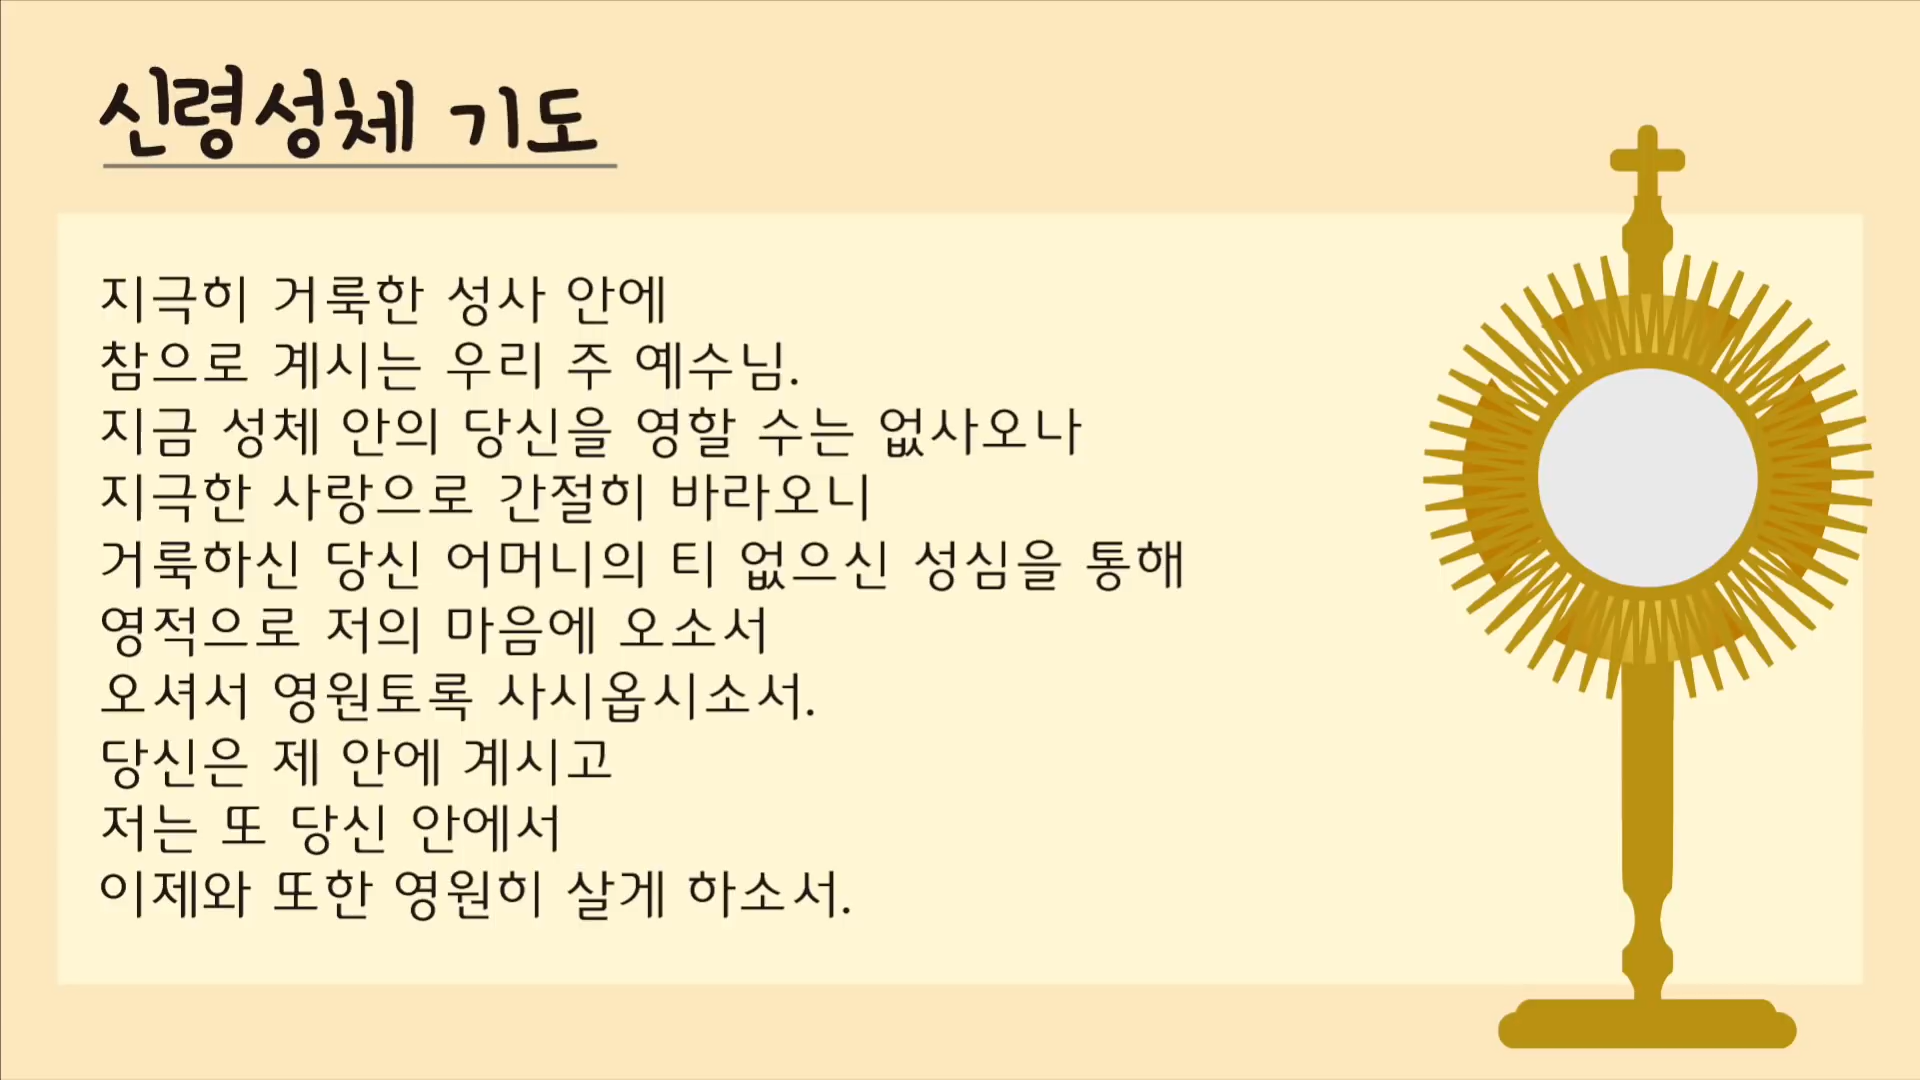 신령성체 기도
지극히 거룩한 성사 안에
참으로 계시는 우리 주 예수님.
지금 성체 안의 당신을 영할 수는 없사오나
지극한 사랑으로 간절히 바라오니
거룩하신 당신 어머니의 티 없으신 성심을 통해
영적으로 저의 마음에 오소서
오셔서 영원토록 사시옵시소서.
당신은 제 안에 계시고
저는 또 당신 안에서
이제와 또한 영원히 살게 하소서.